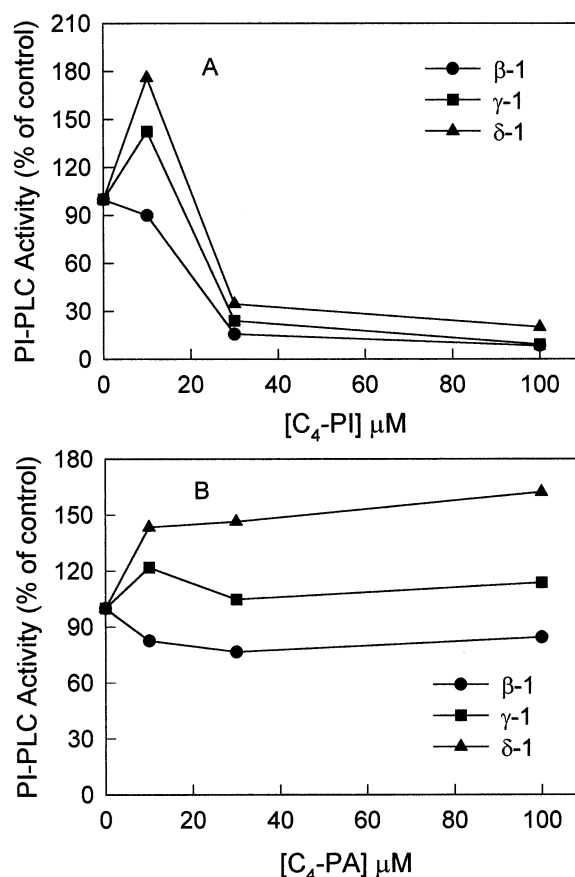 210
180
150
120
90
60
30
0
PI-PLC Activity (% of control)
A
β-1
γ-1
δ-1
0 20 40 60 80 100
[C₄-PI] μM
180
150
120
90
60
30
0
PI-PLC Activity (% of control)
B
β-1
γ-1
δ-1
0 20 40 60 80 100
[C₄-PA] μM